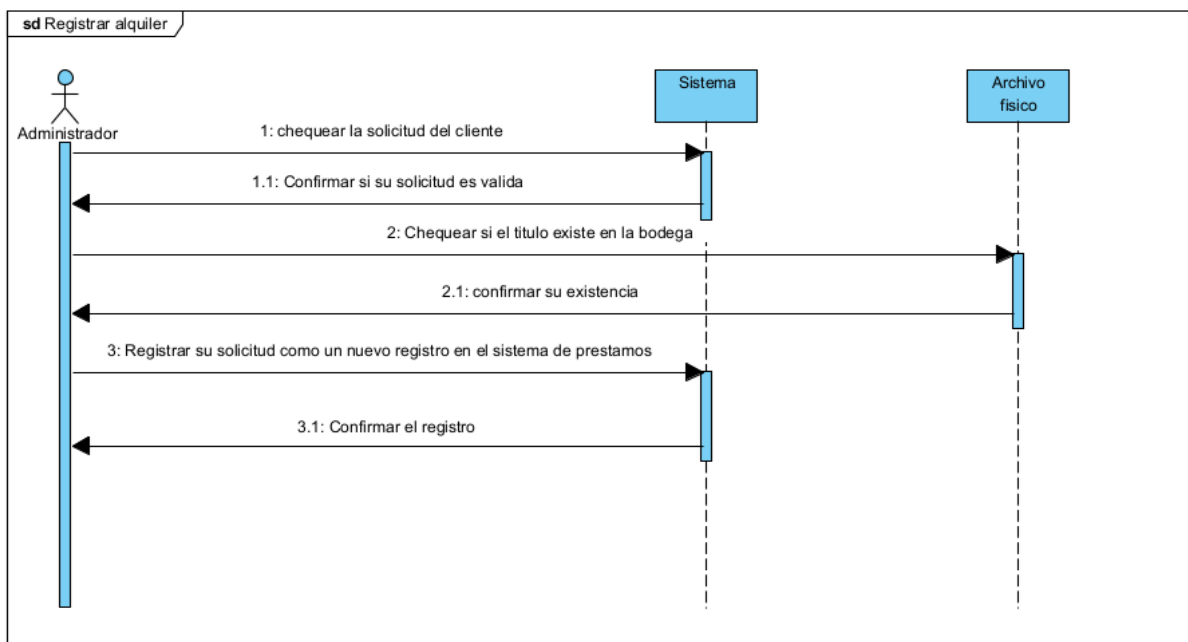 sd Registrar alquiler
Administrador
Sistema
Archivo
fisico
1: chequear la solicitud del cliente
1.1: Confirmar si su solicitud es valida
2: Chequear si el titulo existe en la bodega
2.1: confirmar su existencia
3: Registrar su solicitud como un nuevo registro en el sistema de prestamos
3.1: Confirmar el registro